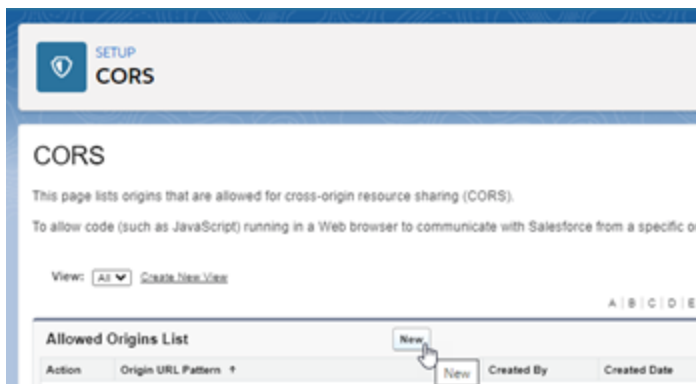 SETUP
CORS
CORS
This page lists origins that are allowed for cross-origin resource sharing (CORS).
To allow code (such as JavaScript) running in a Web browser to communicate with Salesforce from a specific
View: All Create New View
A | B | C | D | E
Allowed Origins List New
Action Origin URL Pattern ↑ New Created By Created Date